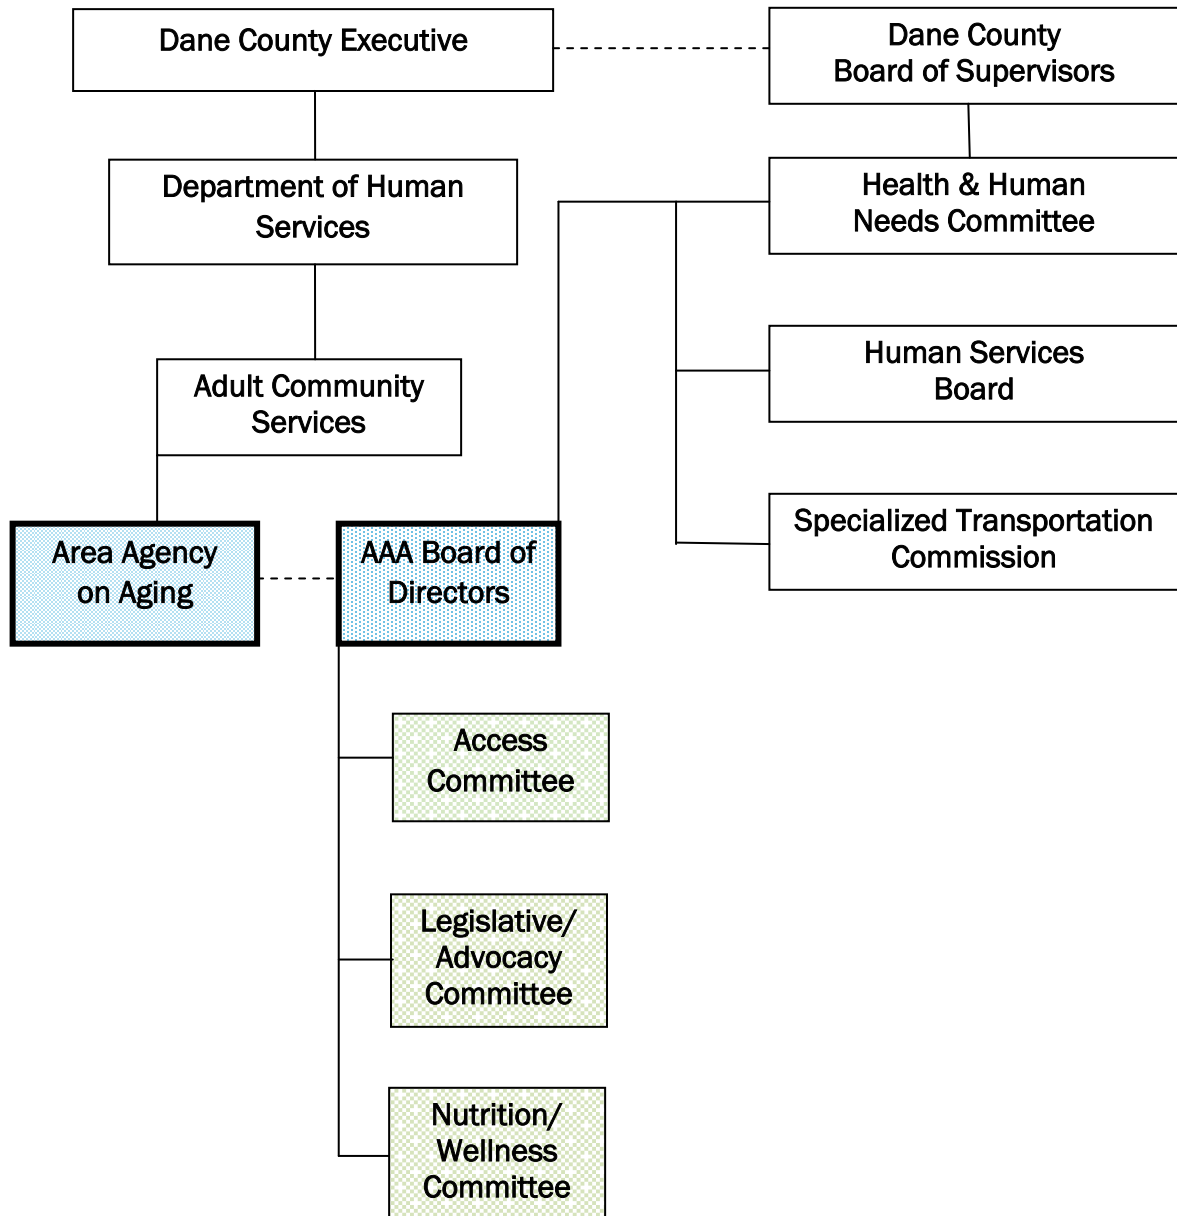 Dane County Executive
Dane County
Board of Supervisors
Department of Human
Services
Health & Human
Needs Committee
Adult Community
Services
Human Services
Board
Area Agency
on Aging
AAA Board of
Directors
Specialized Transportation
Commission
Access
Committee
Legislative/
Advocacy
Committee
Nutrition/
Wellness
Committee